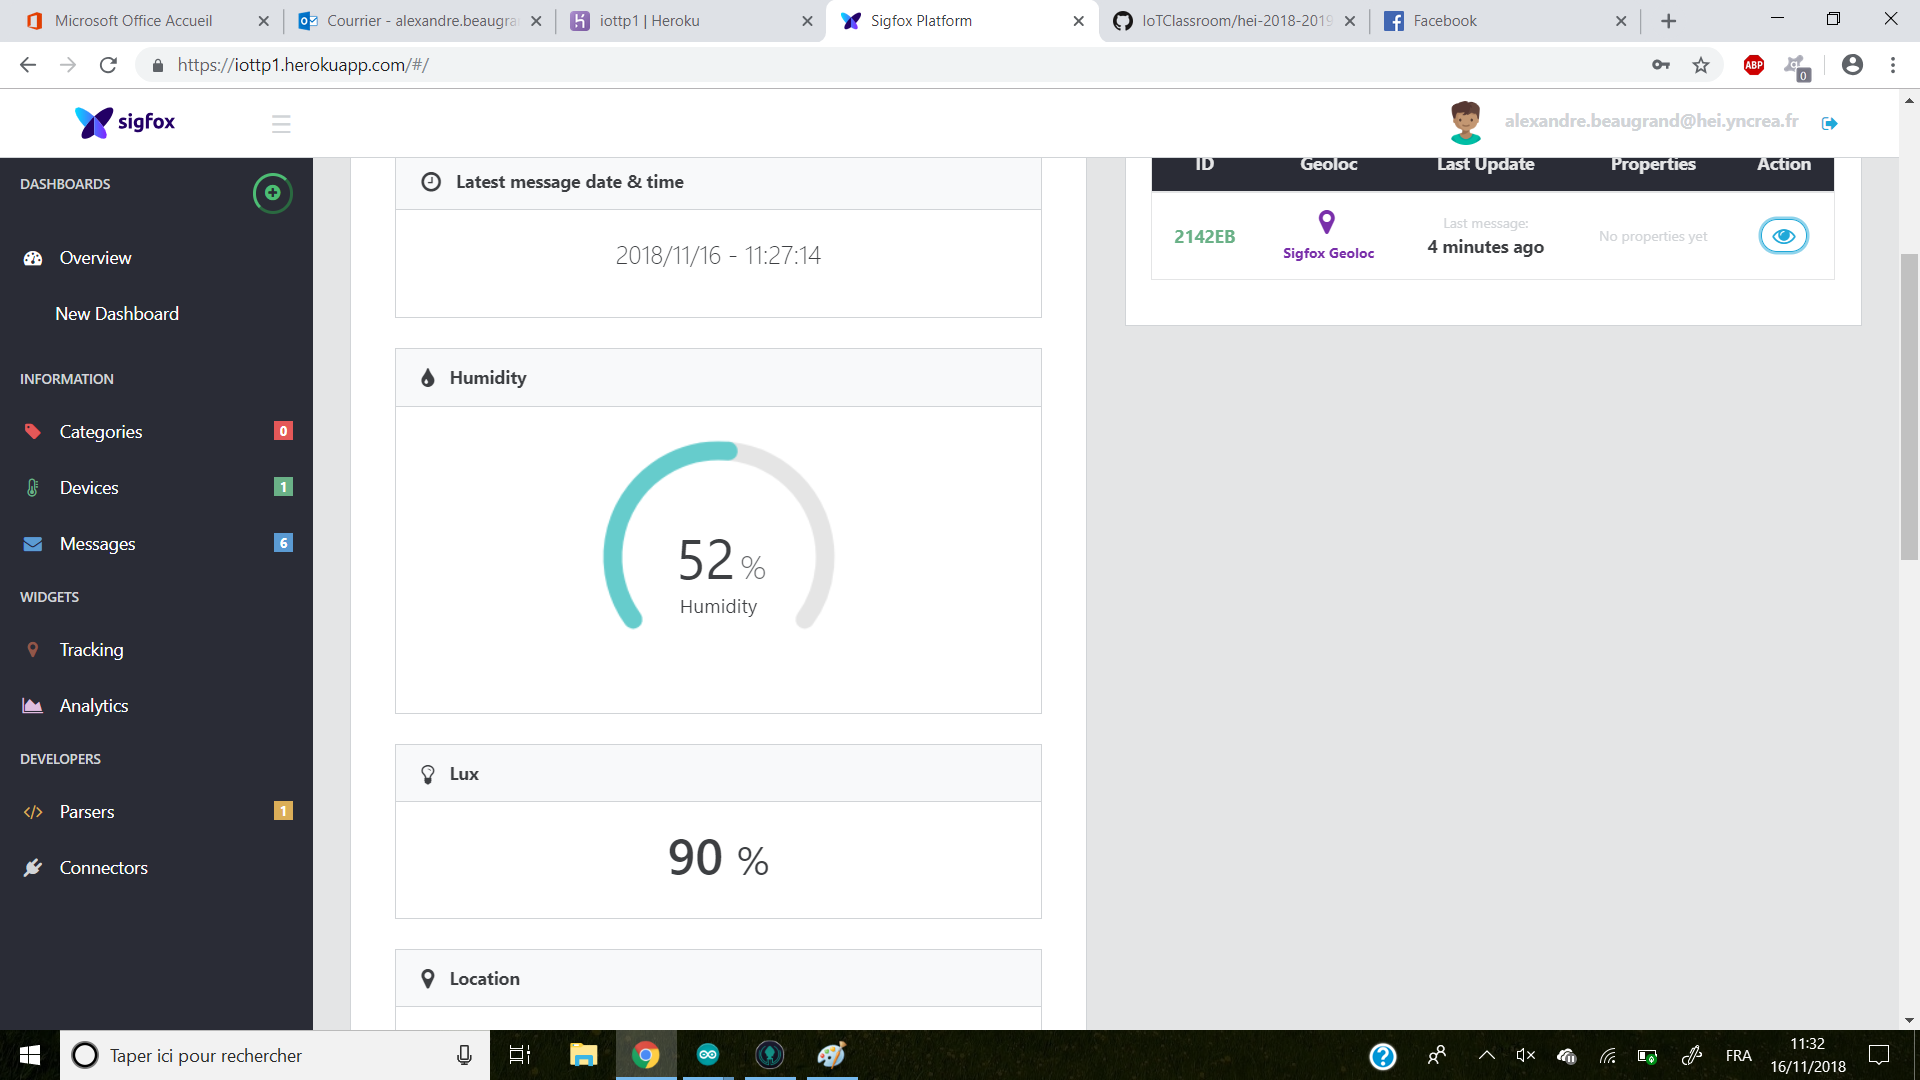 Microsoft Office Accueil
Courrier - alexandre.beaugra
iottp1 | Heroku
Sigfox Platform
IoTClassroom/hei-2018-2019
Facebook
https://iottp1.herokuapp.com/#/
ABP
0
sigfox
alexandre.beaugrand@hei.yncrea.fr
DASHBOARDS
Overview
New Dashboard
INFORMATION
Categories 0
Devices 1
Messages 6
WIDGETS
Tracking
Analytics
DEVELOPERS
Parsers 1
Connectors
Latest message date & time
2018/11/16 - 11:27:14
Humidity
52 %
Humidity
Lux
90 %
Location
ID Geoloc Last Update Properties Action
2142EB
Sigfox Geoloc
Last message:
4 minutes ago
No properties yet
Taper ici pour rechercher
FRA
11:32
16/11/2018